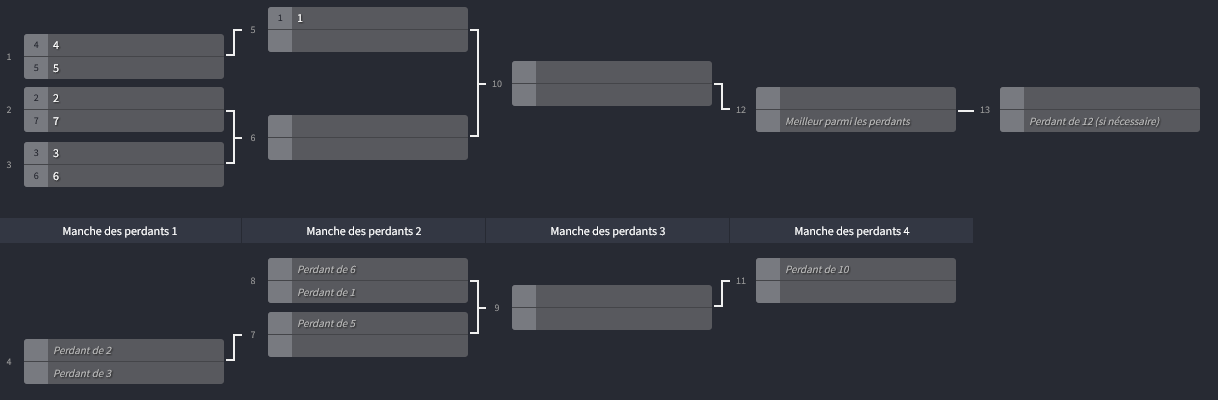 1
4 4
5 5
2
2 2
7 7
3
3 3
6 6
5
1 1
6
10
12
Meilleur parmi les perdants
13
Perdant de 12 (si nécessaire)
Manche des perdants 1
Manche des perdants 2
Manche des perdants 3
Manche des perdants 4
4
Perdant de 2
Perdant de 3
8
Perdant de 6
Perdant de 1
7
Perdant de 5
9
11
Perdant de 10